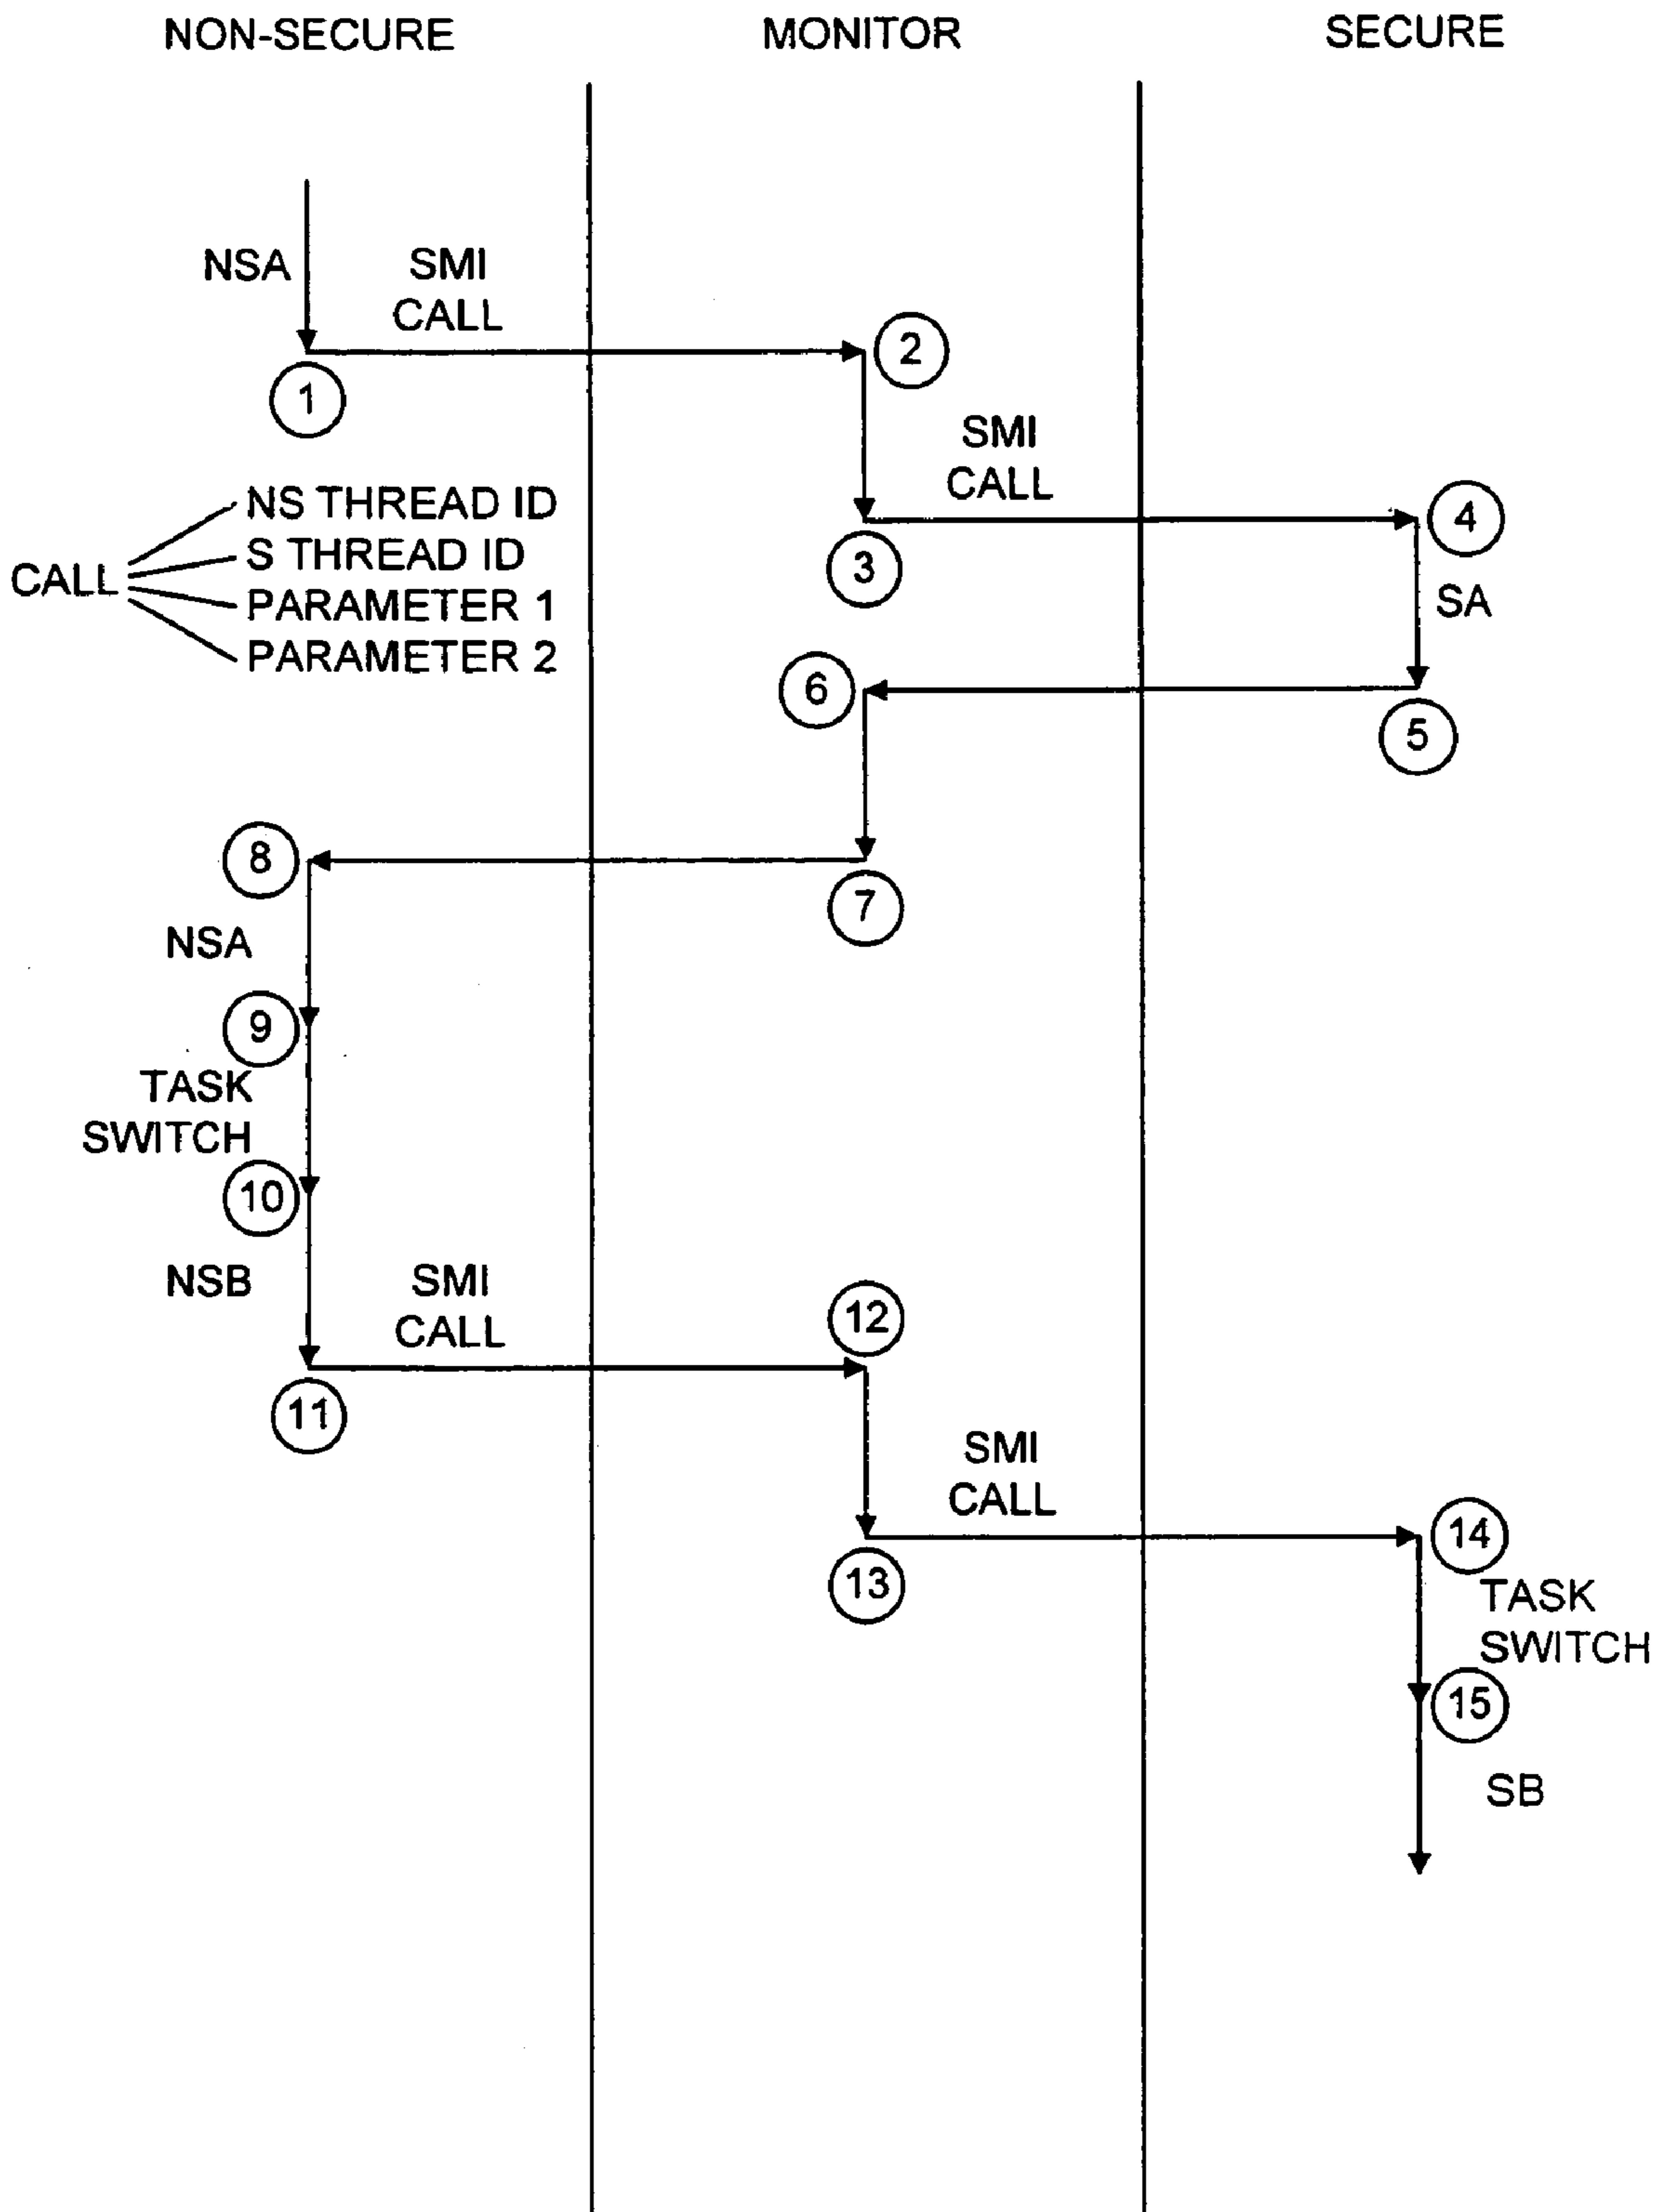 NON-SECURE
MONITOR
SECURE
NSA
SMI
CALL
2
1
SMI
CALL
NS THREAD ID
S THREAD ID
CALL
PARAMETER 1
PARAMETER 2
4
3
SA
6
5
8
7
NSA
9
TASK
SWITCH
10
NSB
SMI
CALL
12
11
SMI
CALL
14
13
TASK
SWITCH
15
SB